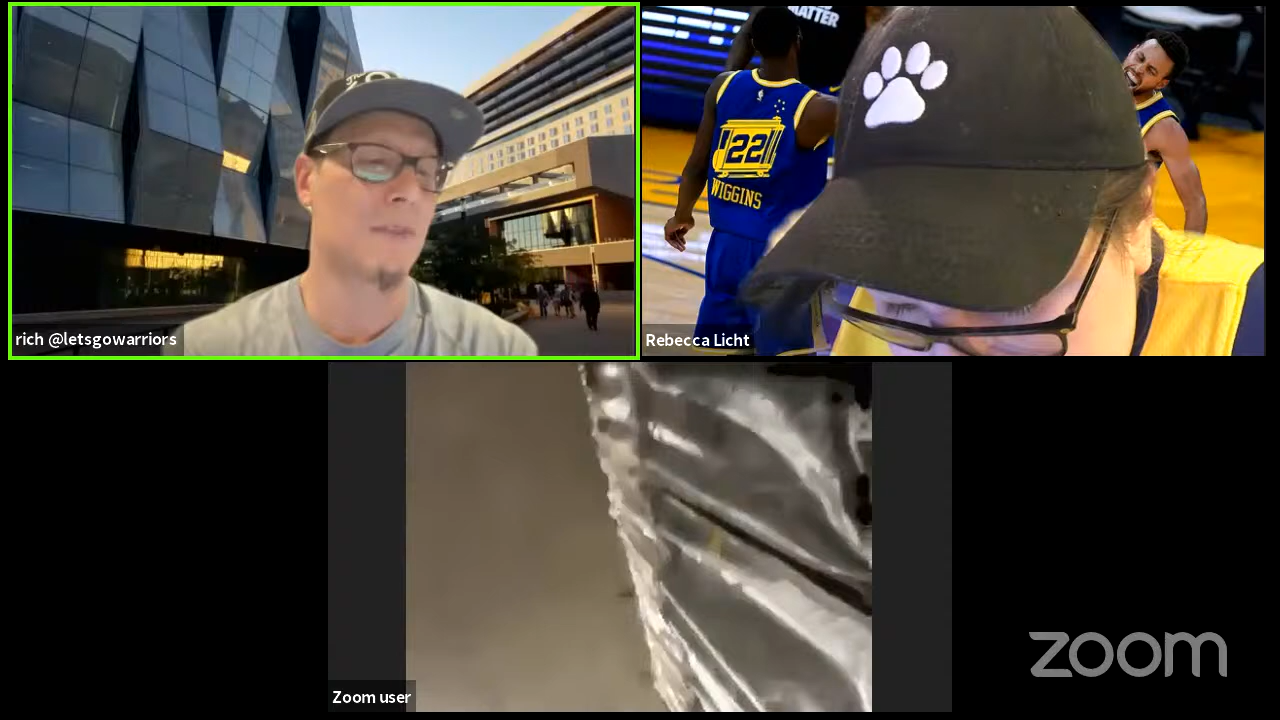 MATTER
22
WIGGINS
rich @letsgowarriors
Rebecca Licht
Zoom user
zoom